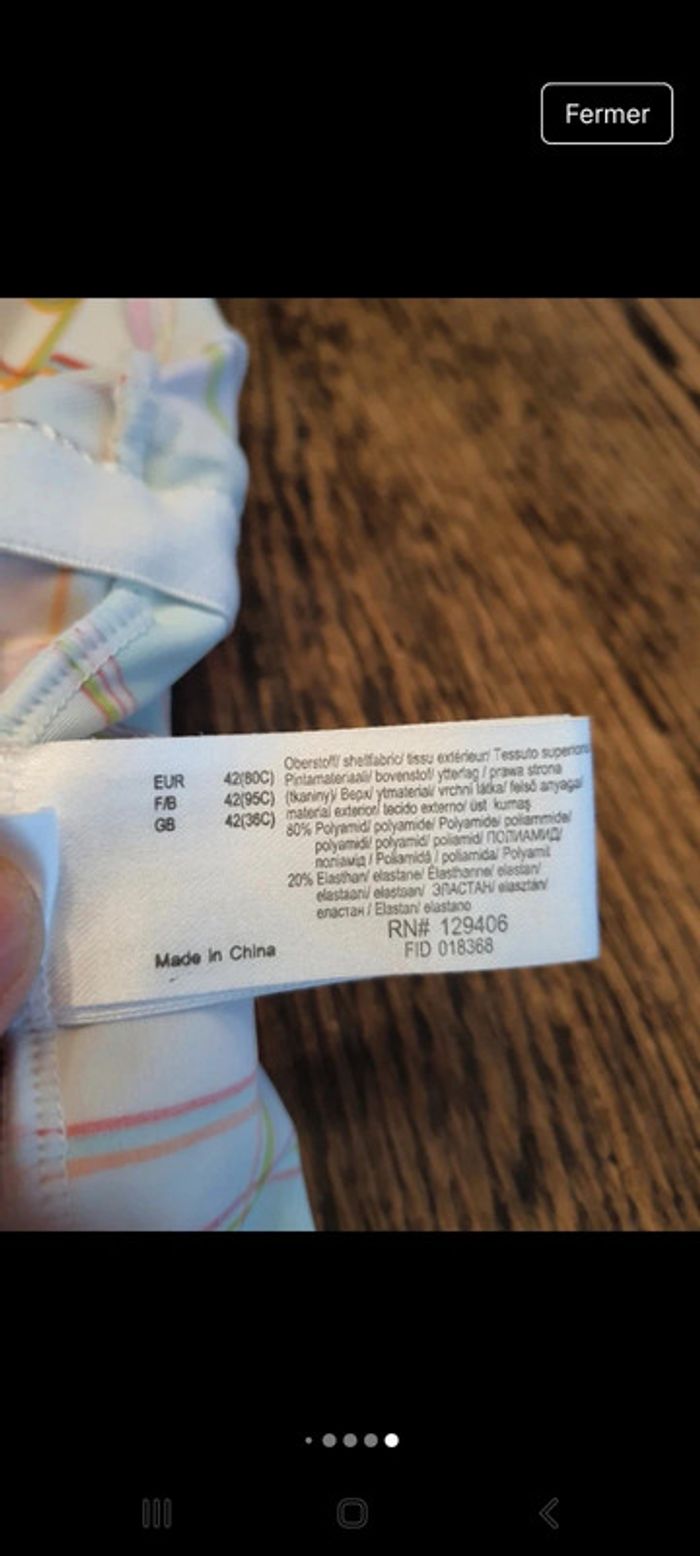 Fermer
EUR 42(80C)
F/B 42(95C)
GB 42(36C)
Oberstoff/ shellfabric/ tissu extérieur/ Tessuto superiore
Pintamateriaali/ bovenstof/ yttertag / prawa strona
(tkaniny)/ Верх/ ytmaterial/ vrchní látka/ felső anyaga/
material exterior/ tecido externo/ üst kumaş
80% Polyamid/ polyamide/ Polyamide/ poliammide/
polyamidi/ polyamid/ poliamid/ ПОЛИАМИД/
поліамід / Poliamidă / poliamida/ Polyamit
20% Elasthan/ elastane/ Élasthanne/ elastan/
elastaani/ elastaan/ ЭЛАСТАН/ elasztán/
еластан / Elastan/ elastano
RN# 129406
FID 018368
Made in China